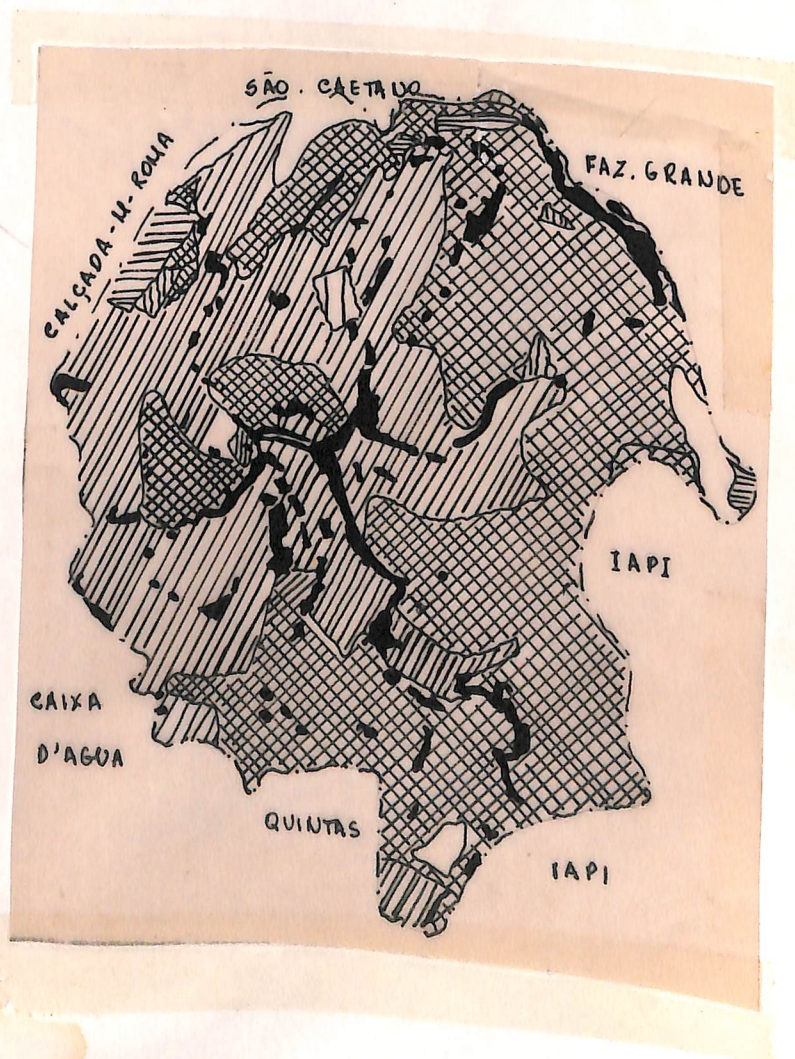 SÃO. CAETANO
FAZ. GRANDE
CALÇADA-M-ROMA
IAPI
CAIXA
D'AGUA
QUINTAS
IAPI